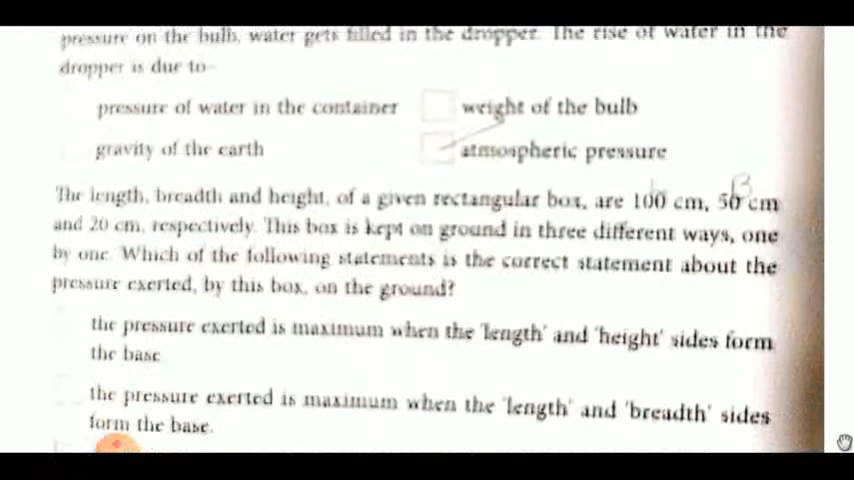 pressure on the bulb, water gets filled in the dropper. The rise of water in the
dropper is due to-
pressure of water in the container
weight of the bulb
gravity of the earth
atmospheric pressure
B
The length, breadth and height, of a given rectangular box, are 100 cm, 50 cm
and 20 cm, respectively. This box is kept on ground in three different ways, one
by one. Which of the following statements is the correct statement about the
pressure exerted, by this box, on the ground?
the pressure exerted is maximum when the 'length' and 'height' sides form
the base
the pressure exerted is maximum when the 'length' and 'breadth' sides
form the base.